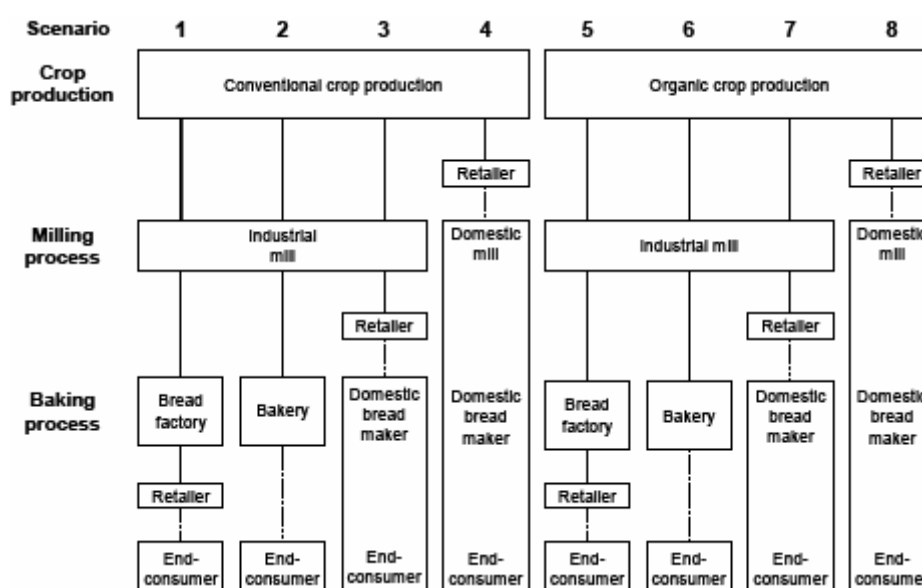 Scenario 1 2 3 4 5 6 7 8
Crop production
Conventional crop production
Organic crop production
Retailer
Retailer
Milling process
Industrial mill
Domestic mill
Industrial mill
Domestic mill
Retailer
Retailer
Baking process
Bread factory
Bakery
Domestic bread maker
Domestic bread maker
Bread factory
Bakery
Domestic bread maker
Domestic bread maker
Retailer
Retailer
End-consumer
End-consumer
End-consumer
End-consumer
End-consumer
End-consumer
End-consumer
End-consumer